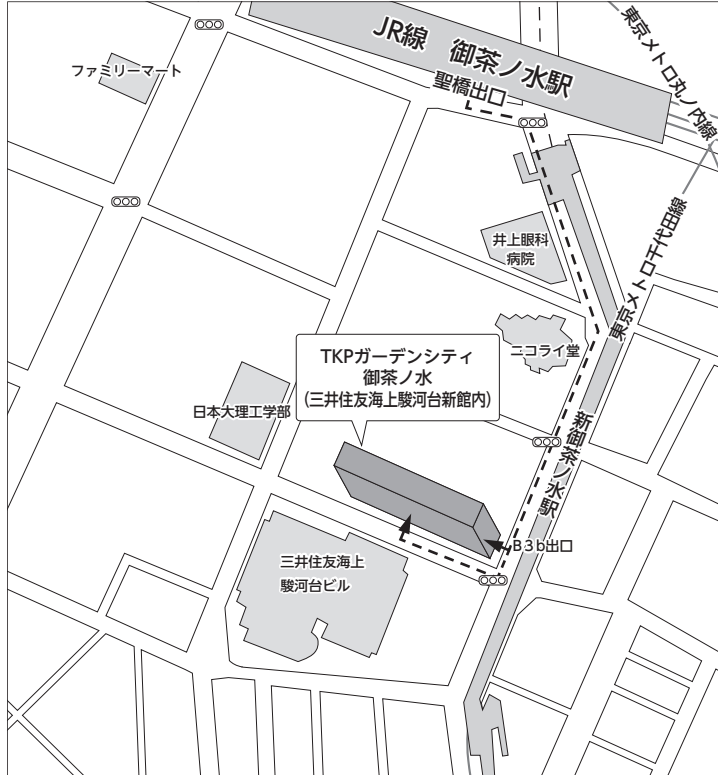 JR線 御茶ノ水駅
聖橋出口
東京メトロ丸ノ内線
ファミリーマート
井上眼科
病院
東京メトロ千代田線
ニコライ堂
TKPガーデンシティ
御茶ノ水
(三井住友海上駿河台新館内)
日本大理工学部
新御茶ノ水駅
B3b出口
三井住友海上
駿河台ビル